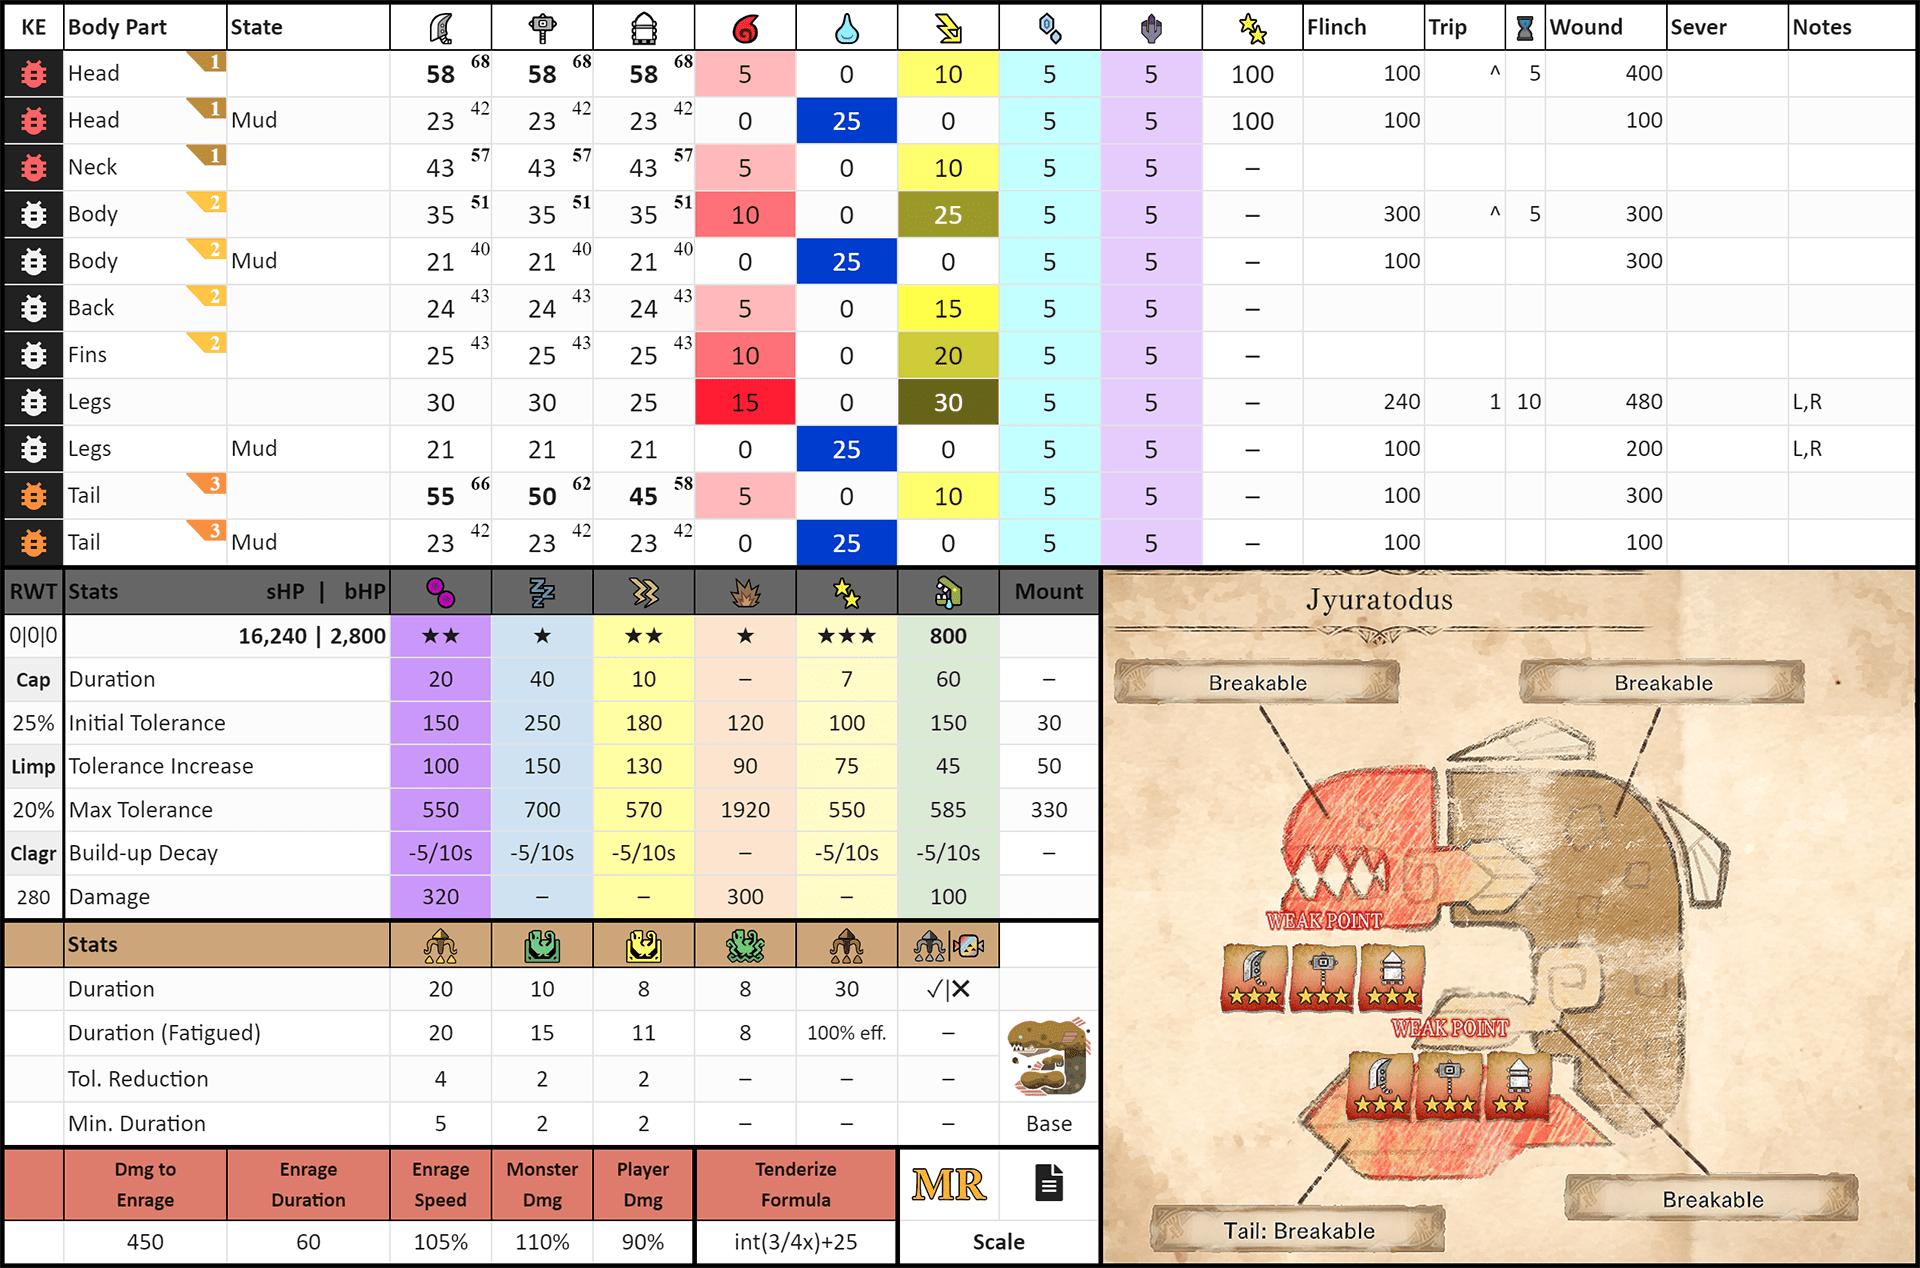 KE Body Part State Flinch Trip Wound Sever Notes
Head 1 58 68 58 68 58 68 5 0 10 5 5 100 100 ^ 5 400
Head 1 Mud 23 42 23 42 23 42 0 25 0 5 5 100 100 100
Neck 1 43 57 43 57 43 57 5 0 10 5 5 –
Body 2 35 51 35 51 35 51 10 0 25 5 5 – 300 ^ 5 300
Body 2 Mud 21 40 21 40 21 40 0 25 0 5 5 – 100 300
Back 2 24 43 24 43 24 43 5 0 15 5 5 –
Fins 2 25 43 25 43 25 43 10 0 20 5 5 –
Legs 30 30 25 15 0 30 5 5 – 240 1 10 480 L,R
Legs Mud 21 21 21 0 25 0 5 5 – 100 200 L,R
Tail 3 55 66 50 62 45 58 5 0 10 5 5 – 100 300
Tail 3 Mud 23 42 23 42 23 42 0 25 0 5 5 – 100 100
RWT Stats sHP | bHP Mount
0|0|0 16,240 | 2,800 ★★ ★ ★★ ★ ★★★ 800
Cap Duration 20 40 10 – 7 60 –
25% Initial Tolerance 150 250 180 120 100 150 30
Limp Tolerance Increase 100 150 130 90 75 45 50
20% Max Tolerance 550 700 570 1920 550 585 330
Clagr Build-up Decay -5/10s -5/10s -5/10s – -5/10s -5/10s –
280 Damage 320 – – 300 – 100
Stats
Duration 20 10 8 8 30 ✓|✕
Duration (Fatigued) 20 15 11 8 100% eff. –
Tol. Reduction 4 2 2 – – –
Min. Duration 5 2 2 – – – Base
Dmg to Enrage Enrage Duration Enrage Speed Monster Dmg Player Dmg Tenderize Formula MR
450 60 105% 110% 90% int(3/4x)+25 Scale
Jyuratodus
Breakable
Breakable
WEAK POINT
WEAK POINT
Breakable
Tail: Breakable